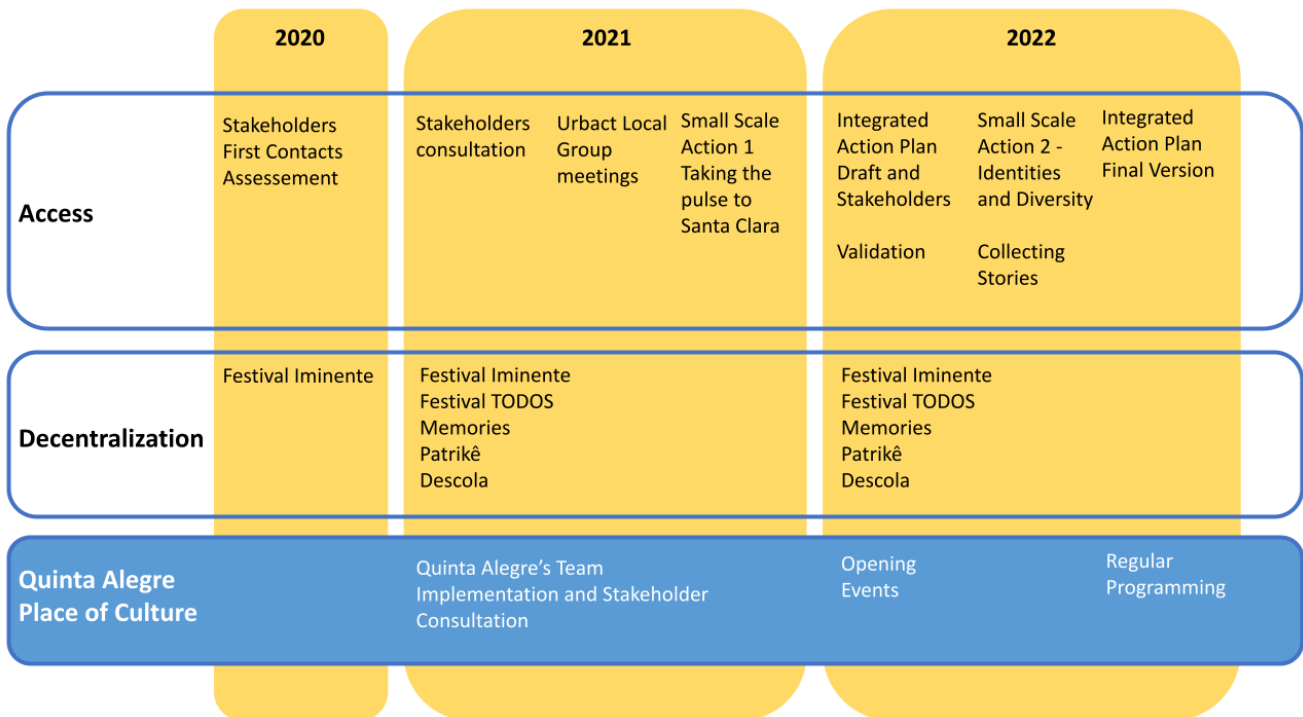 2020
2021
2022
Access
Stakeholders
First Contacts
Assessement
Stakeholders
consultation
Urbact Local
Group
meetings
Small Scale
Action 1
Taking the
pulse to
Santa Clara
Integrated
Action Plan
Draft and
Stakeholders
Validation
Small Scale
Action 2 -
Identities
and Diversity
Collecting
Stories
Integrated
Action Plan
Final Version
Decentralization
Festival Iminente
Festival Iminente
Festival TODOS
Memories
Patrikê
Descola
Festival Iminente
Festival TODOS
Memories
Patrikê
Descola
Quinta Alegre
Place of Culture
Quinta Alegre’s Team
Implementation and Stakeholder
Consultation
Opening
Events
Regular
Programming